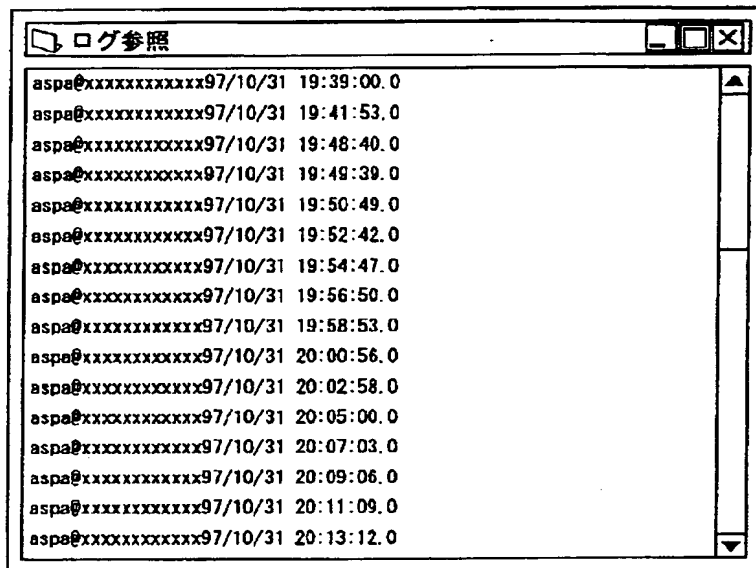 ログ参照
aspa@xxxxxxxxxxxx97/10/31 19:39:00.0
aspa@xxxxxxxxxxxx97/10/31 19:41:53.0
aspa@xxxxxxxxxxxx97/10/31 19:48:40.0
aspa@xxxxxxxxxxxx97/10/31 19:49:39.0
aspa@xxxxxxxxxxxx97/10/31 19:50:49.0
aspa@xxxxxxxxxxxx97/10/31 19:52:42.0
aspa@xxxxxxxxxxxx97/10/31 19:54:47.0
aspa@xxxxxxxxxxxx97/10/31 19:56:50.0
aspa@xxxxxxxxxxxx97/10/31 19:58:53.0
aspa@xxxxxxxxxxxx97/10/31 20:00:56.0
aspa@xxxxxxxxxxxx97/10/31 20:02:58.0
aspa@xxxxxxxxxxxx97/10/31 20:05:00.0
aspa@xxxxxxxxxxxx97/10/31 20:07:03.0
aspa@xxxxxxxxxxxx97/10/31 20:09:06.0
aspa@xxxxxxxxxxxx97/10/31 20:11:09.0
aspa@xxxxxxxxxxxx97/10/31 20:13:12.0